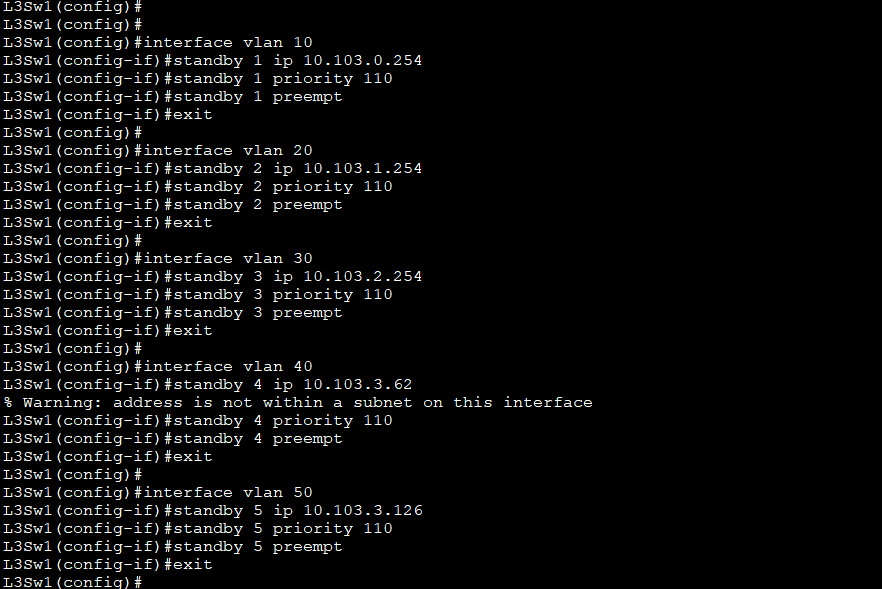 L3Sw1(config)#
L3Sw1(config)#
L3Sw1(config)#interface vlan 10
L3Sw1(config-if)#standby 1 ip 10.103.0.254
L3Sw1(config-if)#standby 1 priority 110
L3Sw1(config-if)#standby 1 preempt
L3Sw1(config-if)#exit
L3Sw1(config)#
L3Sw1(config)#interface vlan 20
L3Sw1(config-if)#standby 2 ip 10.103.1.254
L3Sw1(config-if)#standby 2 priority 110
L3Sw1(config-if)#standby 2 preempt
L3Sw1(config-if)#exit
L3Sw1(config)#
L3Sw1(config)#interface vlan 30
L3Sw1(config-if)#standby 3 ip 10.103.2.254
L3Sw1(config-if)#standby 3 priority 110
L3Sw1(config-if)#standby 3 preempt
L3Sw1(config-if)#exit
L3Sw1(config)#
L3Sw1(config)#interface vlan 40
L3Sw1(config-if)#standby 4 ip 10.103.3.62
% Warning: address is not within a subnet on this interface
L3Sw1(config-if)#standby 4 priority 110
L3Sw1(config-if)#standby 4 preempt
L3Sw1(config-if)#exit
L3Sw1(config)#
L3Sw1(config)#interface vlan 50
L3Sw1(config-if)#standby 5 ip 10.103.3.126
L3Sw1(config-if)#standby 5 priority 110
L3Sw1(config-if)#standby 5 preempt
L3Sw1(config-if)#exit
L3Sw1(config)#